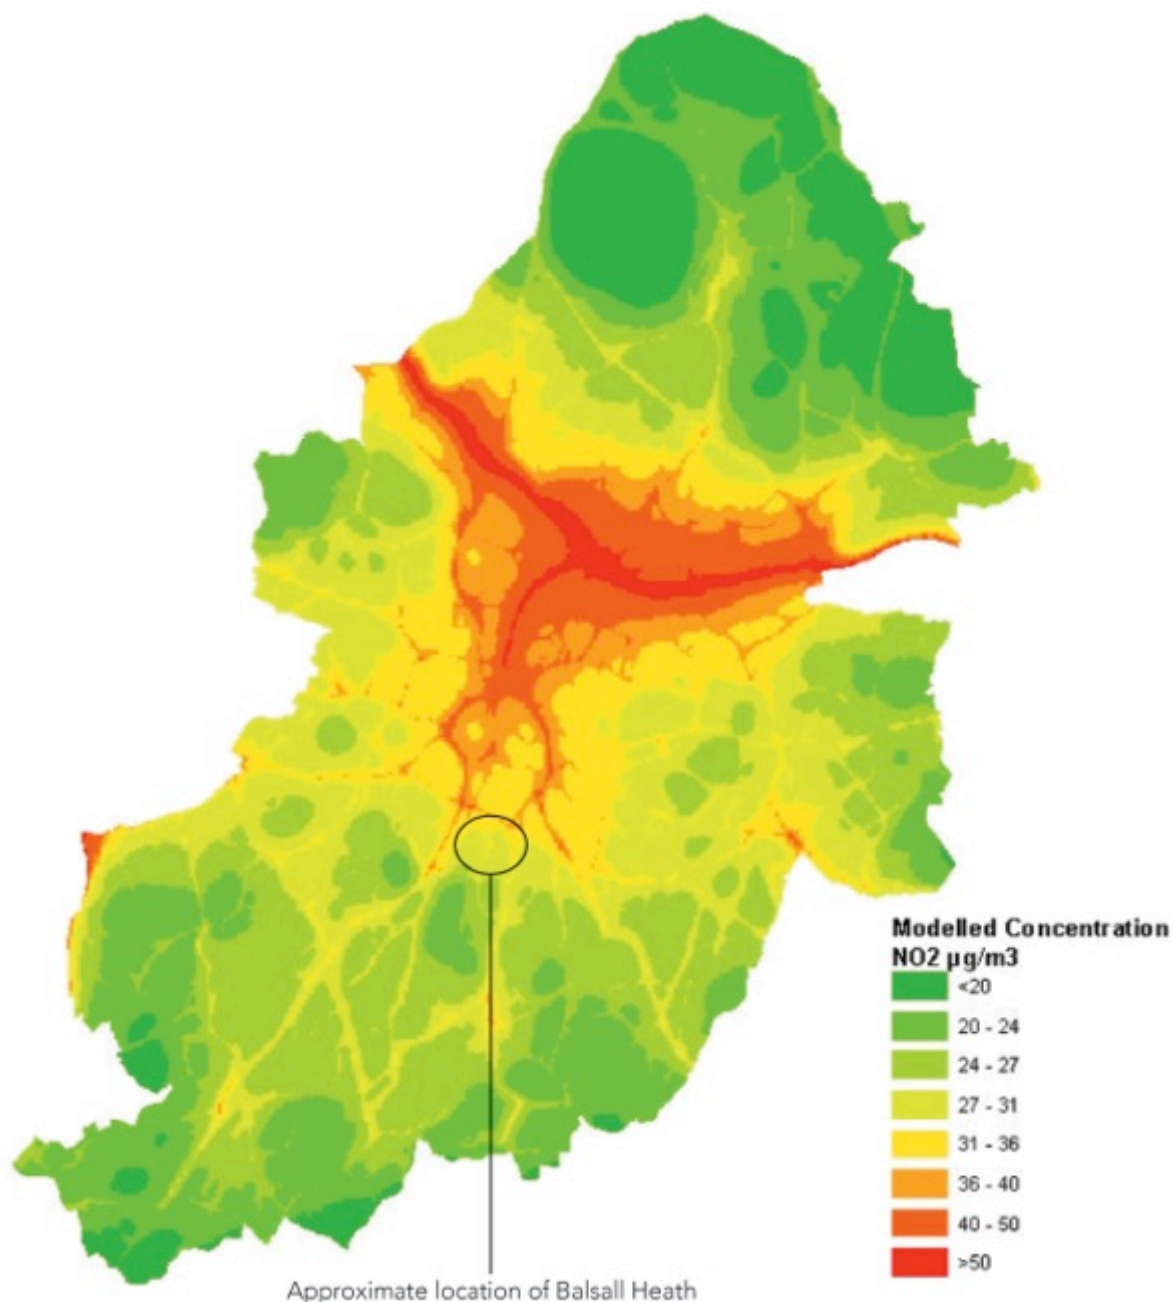 Modelled Concentration
NO2 µg/m3
<20
20 - 24
24 - 27
27 - 31
31 - 36
36 - 40
40 - 50
>50
Approximate location of Balsall Heath